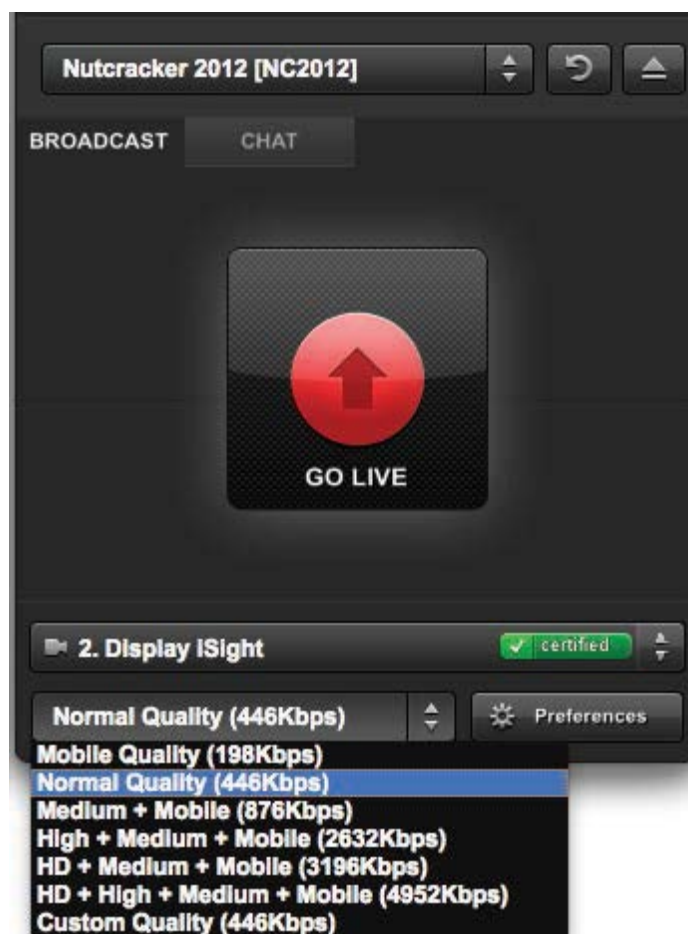 Nutcracker 2012 [NC2012]
BROADCAST CHAT
GO LIVE
2. Display iSight certified
Normal Quality (446Kbps) Preferences
Mobile Quality (198Kbps)
Normal Quality (446Kbps)
Medium + Mobile (876Kbps)
High + Medium + Mobile (2632Kbps)
HD + Medium + Mobile (3196Kbps)
HD + High + Medium + Mobile (4952Kbps)
Custom Quality (446Kbps)